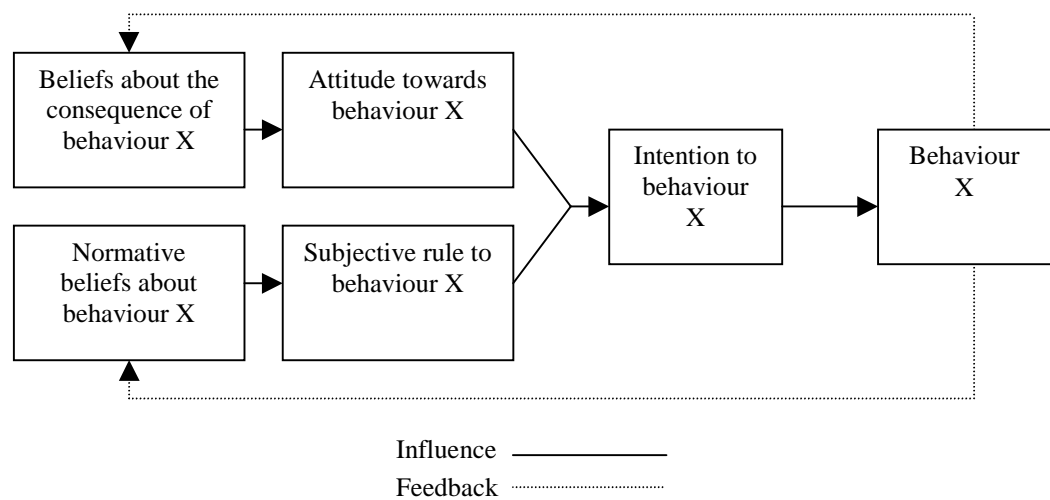 Beliefs about the
consequence of
behaviour X
Attitude towards
behaviour X
Intention to
behaviour
X
Behaviour
X
Normative
beliefs about
behaviour X
Subjective rule to
behaviour X
Influence
Feedback